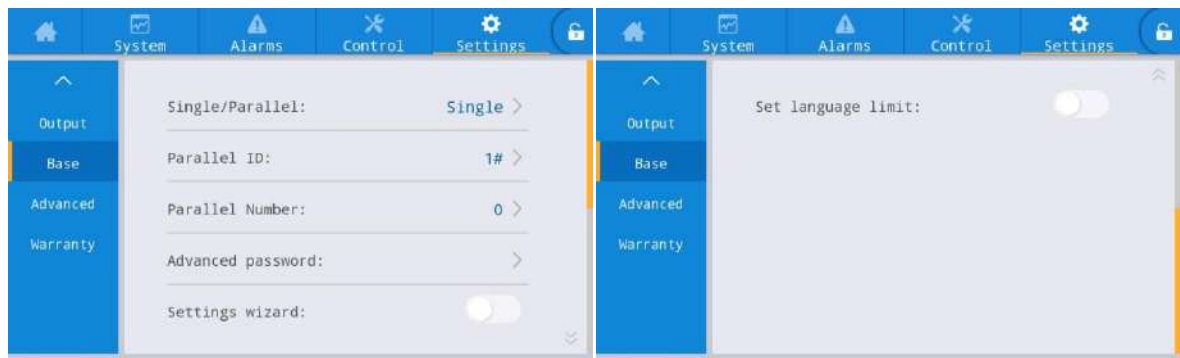 System Alarms Control Settings
Output
Base
Advanced
Warranty
Single/Parallel: Single
Parallel ID: 1#
Parallel Number: 0
Advanced password:
Settings wizard:
System Alarms Control Settings
Output
Base
Advanced
Warranty
Set language limit: